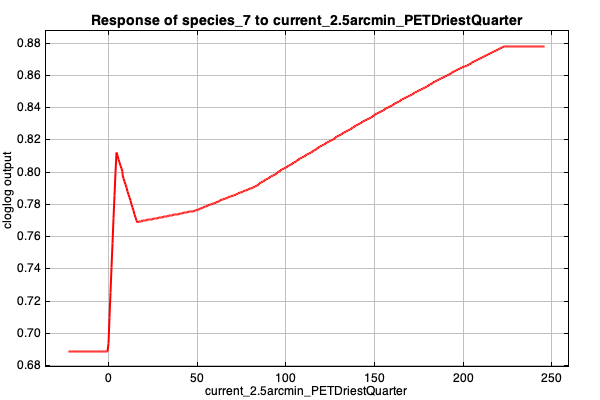 Response of species_7 to current_2.5arcmin_PETDriestQuarter
0.88
0.86
0.84
0.82
0.80
0.78
0.76
0.74
0.72
0.70
0.68
cloglog output
0 50 100 150 200 250
current_2.5arcmin_PETDriestQuarter